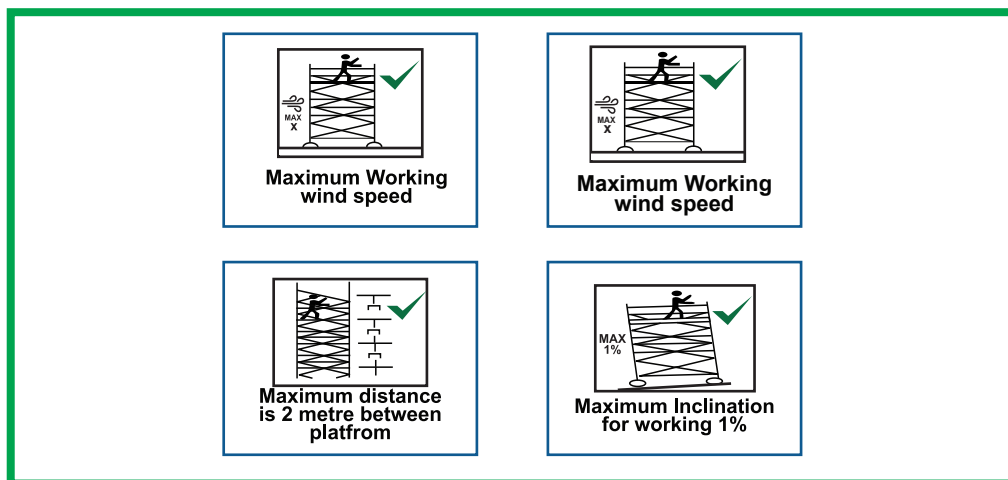 MAX
X
Maximum Working
wind speed
MAX
X
Maximum Working
wind speed
Maximum distance
is 2 metre between
platfrom
MAX
1%
Maximum Inclination
for working 1%